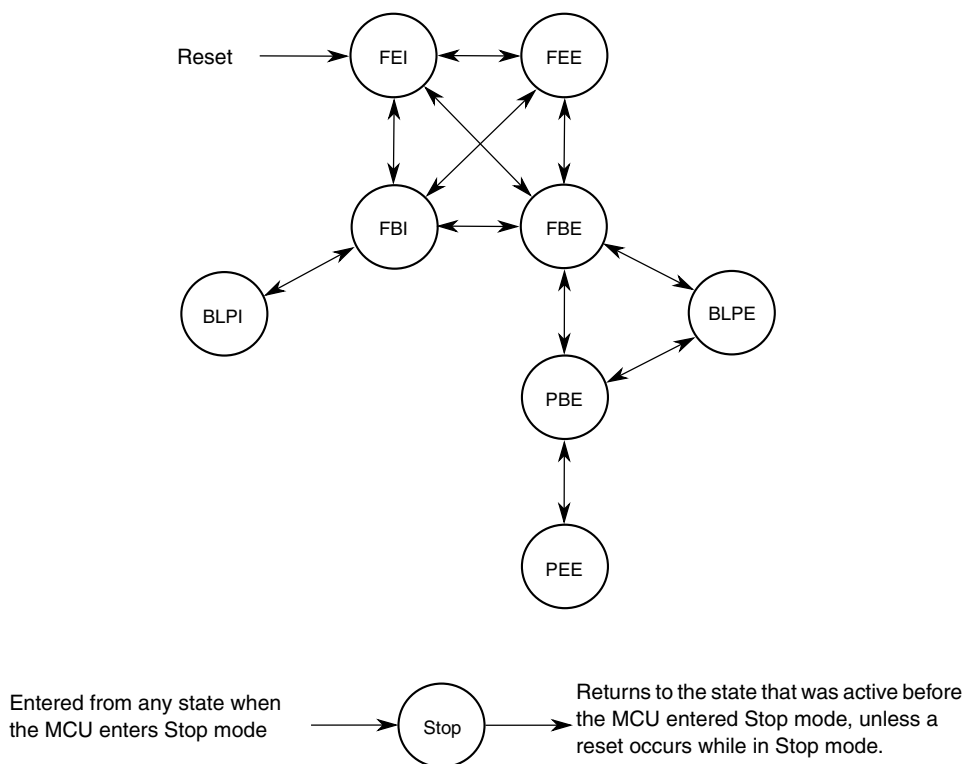 Reset
FEI
FEE
FBI
FBE
BLPI
BLPE
PBE
PEE
Entered from any state when
the MCU enters Stop mode
Stop
Returns to the state that was active before
the MCU entered Stop mode, unless a
reset occurs while in Stop mode.